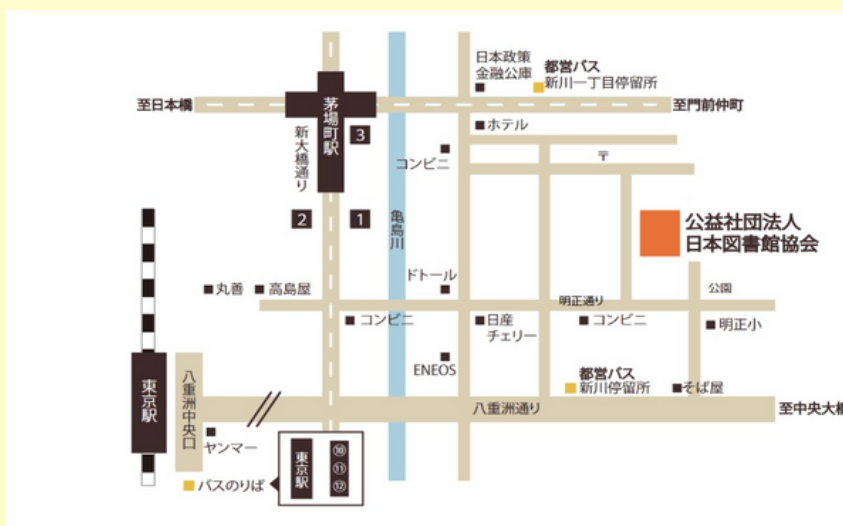 日本政策
金融公庫
都営バス
新川一丁目停留所
至日本橋
至門前仲町
茅場町駅
新大橋通り
3
ホテル
コンビニ
〒
2
1
亀島川
公益社団法人
日本図書館協会
ドトール
丸善
高島屋
明正通り
公園
コンビニ
日産
チェリー
コンビニ
明正小
ENEOS
都営バス
新川停留所
そば屋
東京駅
八重洲中央口
八重洲通り
至中央大橋
ヤンマー
東京駅
⑩
⑪
⑫
バスのりば